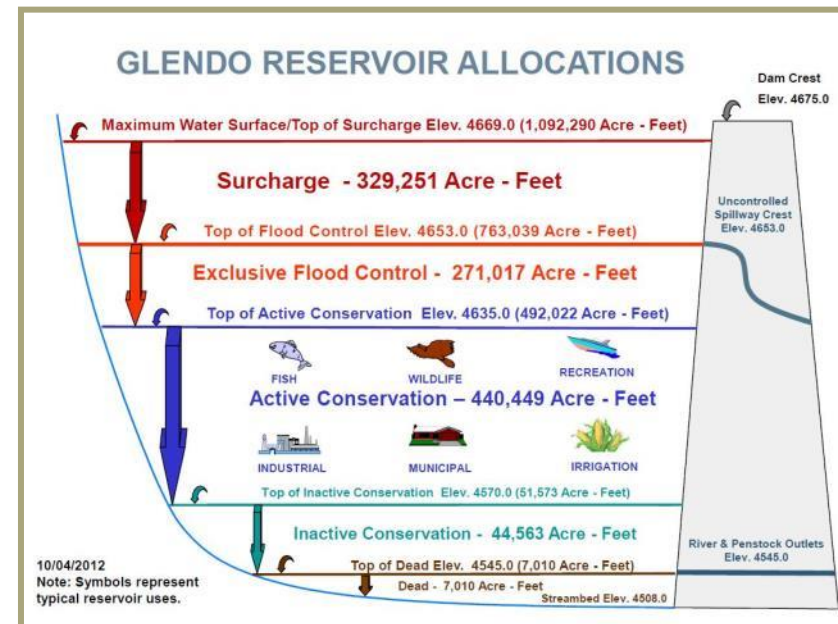 GLENDO RESERVOIR ALLOCATIONS
Dam Crest
Elev. 4675.0
Maximum Water Surface/Top of Surcharge Elev. 4669.0 (1,092,290 Acre - Feet)
Surcharge - 329,251 Acre - Feet
Uncontrolled
Spillway Crest
Elev. 4653.0
Top of Flood Control Elev. 4653.0 (763,039 Acre - Feet)
Exclusive Flood Control - 271,017 Acre - Feet
Top of Active Conservation Elev. 4635.0 (492,022 Acre - Feet)
FISH
WILDLIFE
RECREATION
Active Conservation – 440,449 Acre - Feet
INDUSTRIAL
MUNICIPAL
IRRIGATION
Top of Inactive Conservation Elev. 4570.0 (51,573 Acre - Feet)
Inactive Conservation - 44,563 Acre - Feet
River & Penstock Outlets
Elev. 4545.0
Top of Dead Elev. 4545.0 (7,010 Acre - Feet)
Dead - 7,010 Acre - Feet
Streambed Elev. 4508.0
10/04/2012
Note: Symbols represent
typical reservoir uses.